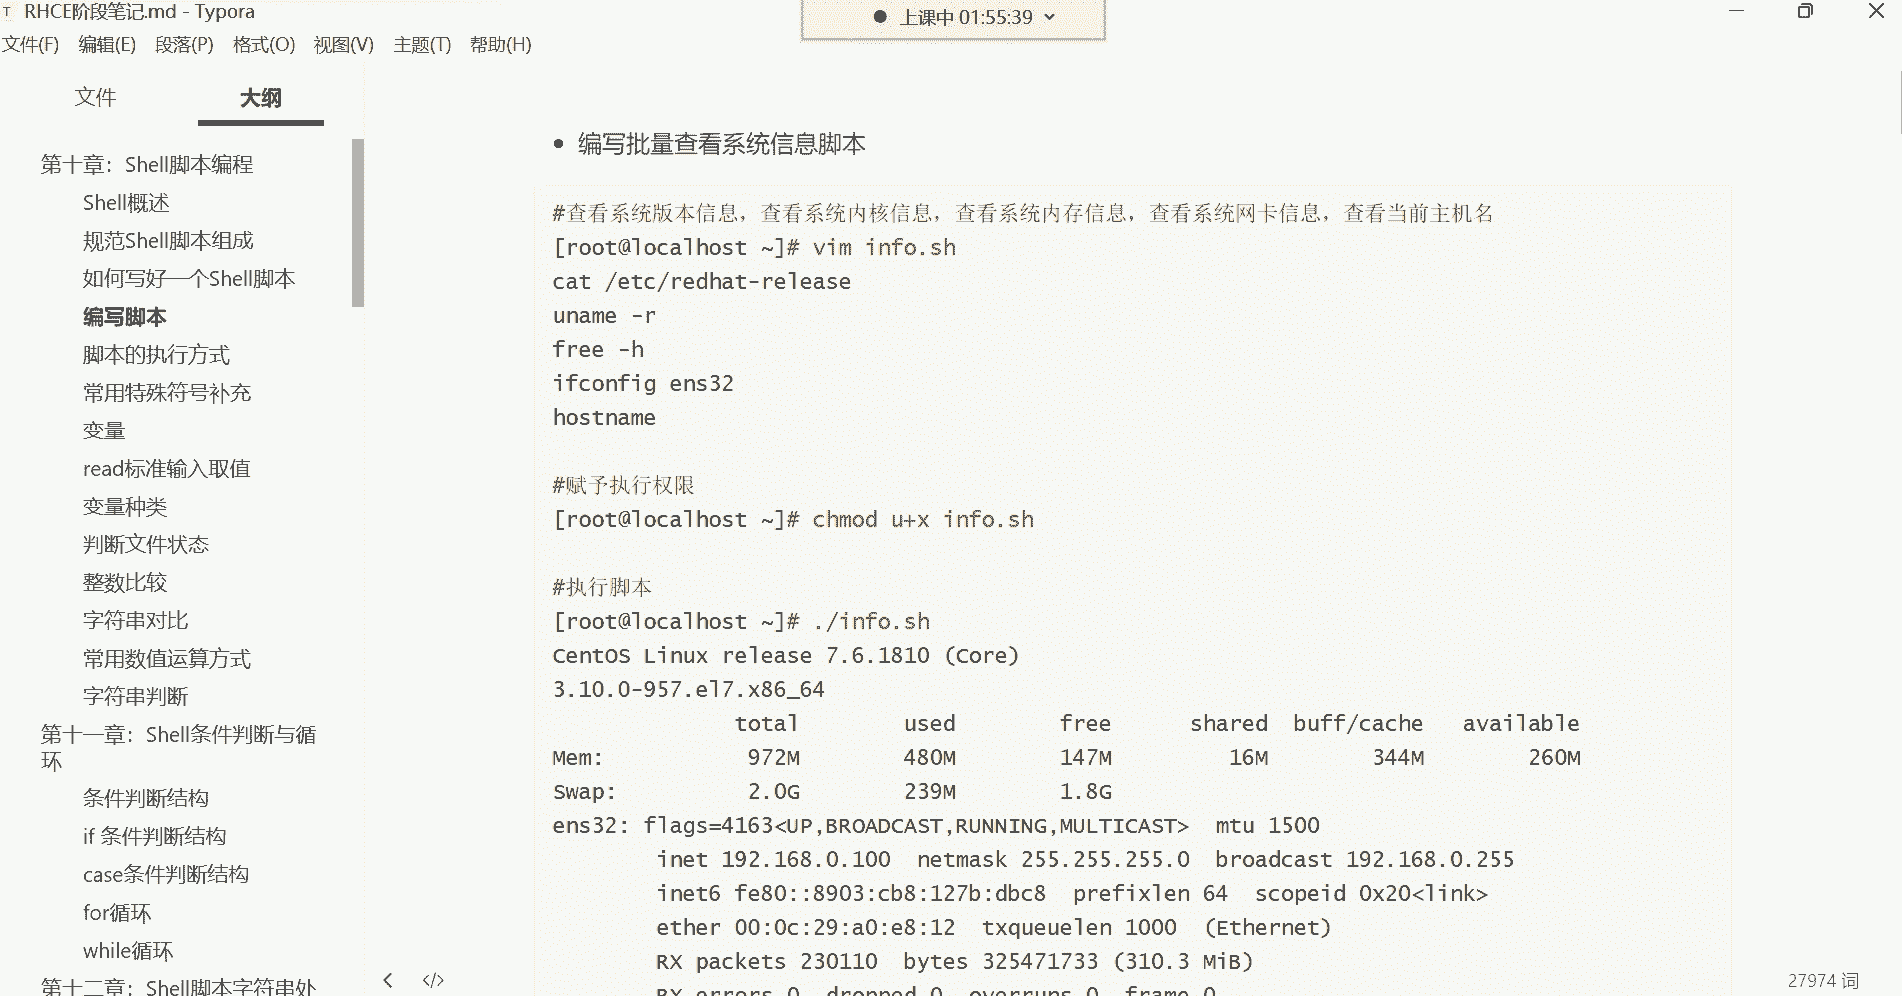 RHCE阶段笔记.md - Typora
上课中 01:55:39
文件(F) 编辑(E) 段落(P) 格式(O) 视图(V) 主题(T) 帮助(H)
文件 大纲
第十章：Shell脚本编程
Shell概述
规范Shell脚本组成
如何写好一个Shell脚本
编写脚本
脚本的执行方式
常用特殊符号补充
变量
read标准输入取值
变量种类
判断文件状态
整数比较
字符串对比
常用数值运算方式
字符串判断
第十一章：Shell条件判断与循
环
条件判断结构
if 条件判断结构
case条件判断结构
for循环
while循环
第十二章：Shell脚本字符串处
编写批量查看系统信息脚本
#查看系统版本信息，查看系统内核信息，查看系统内存信息，查看系统网卡信息，查看当前主机名
[root@localhost ~]# vim info.sh
cat /etc/redhat-release
uname -r
free -h
ifconfig ens32
hostname
#赋予执行权限
[root@localhost ~]# chmod u+x info.sh
#执行脚本
[root@localhost ~]# ./info.sh
CentOS Linux release 7.6.1810 (Core)
3.10.0-957.el7.x86_64
total used free shared buff/cache available
Mem: 972M 480M 147M 16M 344M 260M
Swap: 2.0G 239M 1.8G
ens32: flags=4163<UP,BROADCAST,RUNNING,MULTICAST> mtu 1500
inet 192.168.0.100 netmask 255.255.255.0 broadcast 192.168.0.255
inet6 fe80::8903:cb8:127b:dbc8 prefixlen 64 scopeid 0x20<link>
ether 00:0c:29:a0:e8:12 txqueuelen 1000 (Ethernet)
RX packets 230110 bytes 325471733 (310.3 MiB)
RX errors 0 dropped 0 overruns 0 frame 0
27974 词